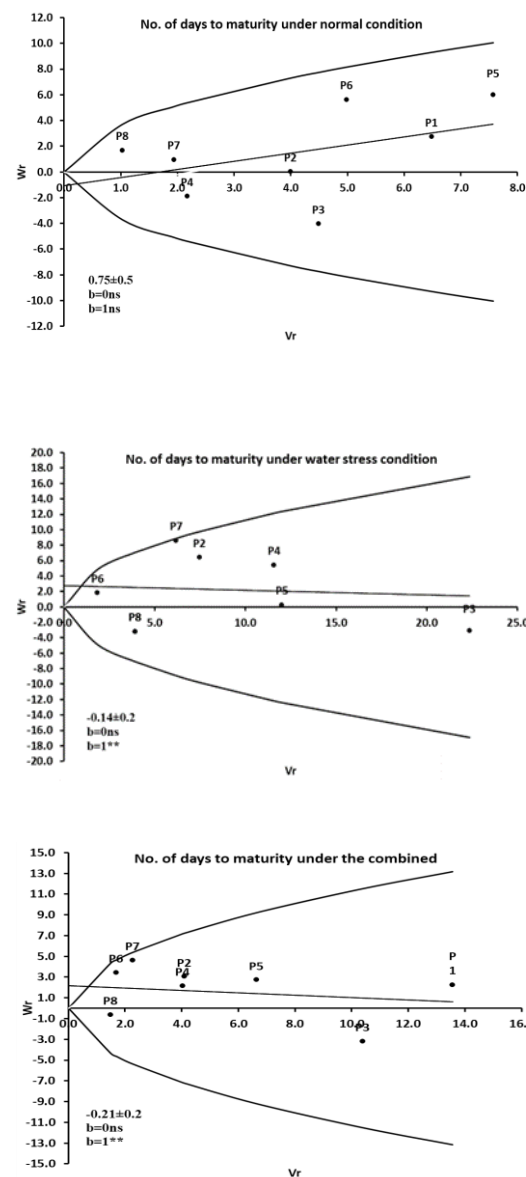 No. of days to maturity under normal condition
12.0
10.0
8.0
6.0
4.0
2.0
0.0
-2.0
-4.0
-6.0
-8.0
-10.0
-12.0
Wr
P5
P6
P1
P8
P7
P2
P4
P3
0.0 1.0 2.0 3.0 4.0 5.0 6.0 7.0 8.0
0.75±0.5
b=0ns
b=1ns
Vr
No. of days to maturity under water stress condition
20.0
18.0
16.0
14.0
12.0
10.0
8.0
6.0
4.0
2.0
0.0
-2.0
-4.0
-6.0
-8.0
-10.0
-12.0
-14.0
-16.0
-18.0
-20.0
Wr
P7
P2
P4
P6
P5
P3
P8
0.0 5.0 10.0 15.0 20.0 25.0
-0.14±0.2
b=0ns
b=1**
Vr
No. of days to maturity under the combined
15.0
13.0
11.0
9.0
7.0
5.0
3.0
1.0
-1.0
-3.0
-5.0
-7.0
-9.0
-11.0
-13.0
-15.0
Wr
P7
P6
P2
P4
P5
P
1
P8
P3
0.0 2.0 4.0 6.0 8.0 10.0 12.0 14.0 16.
-0.21±0.2
b=0ns
b=1**
Vr